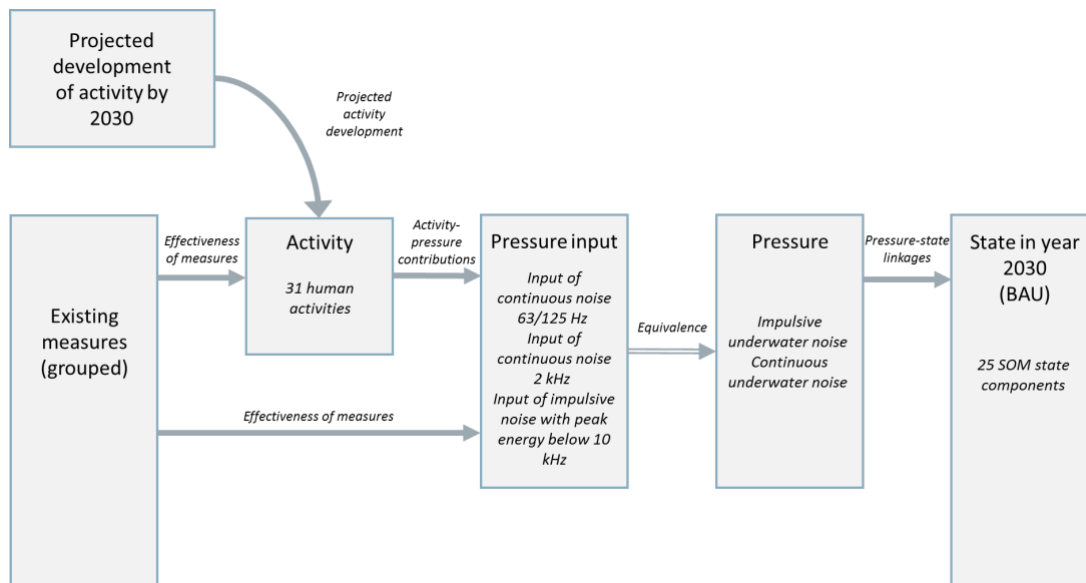 Projected
development
of activity by
2030
Projected
activity
development
Existing
measures
(grouped)
Effectiveness
of measures
Activity
31 human
activities
Activity-
pressure
contributions
Effectiveness of measures
Pressure input
Input of
continuous noise
63/125 Hz
Input of
continuous noise
2 kHz
Input of impulsive
noise with peak
energy below 10
kHz
Equivalence
Pressure
Impulsive
underwater noise
Continuous
underwater noise
Pressure-state
linkages
State in year
2030
(BAU)
25 SOM state
components